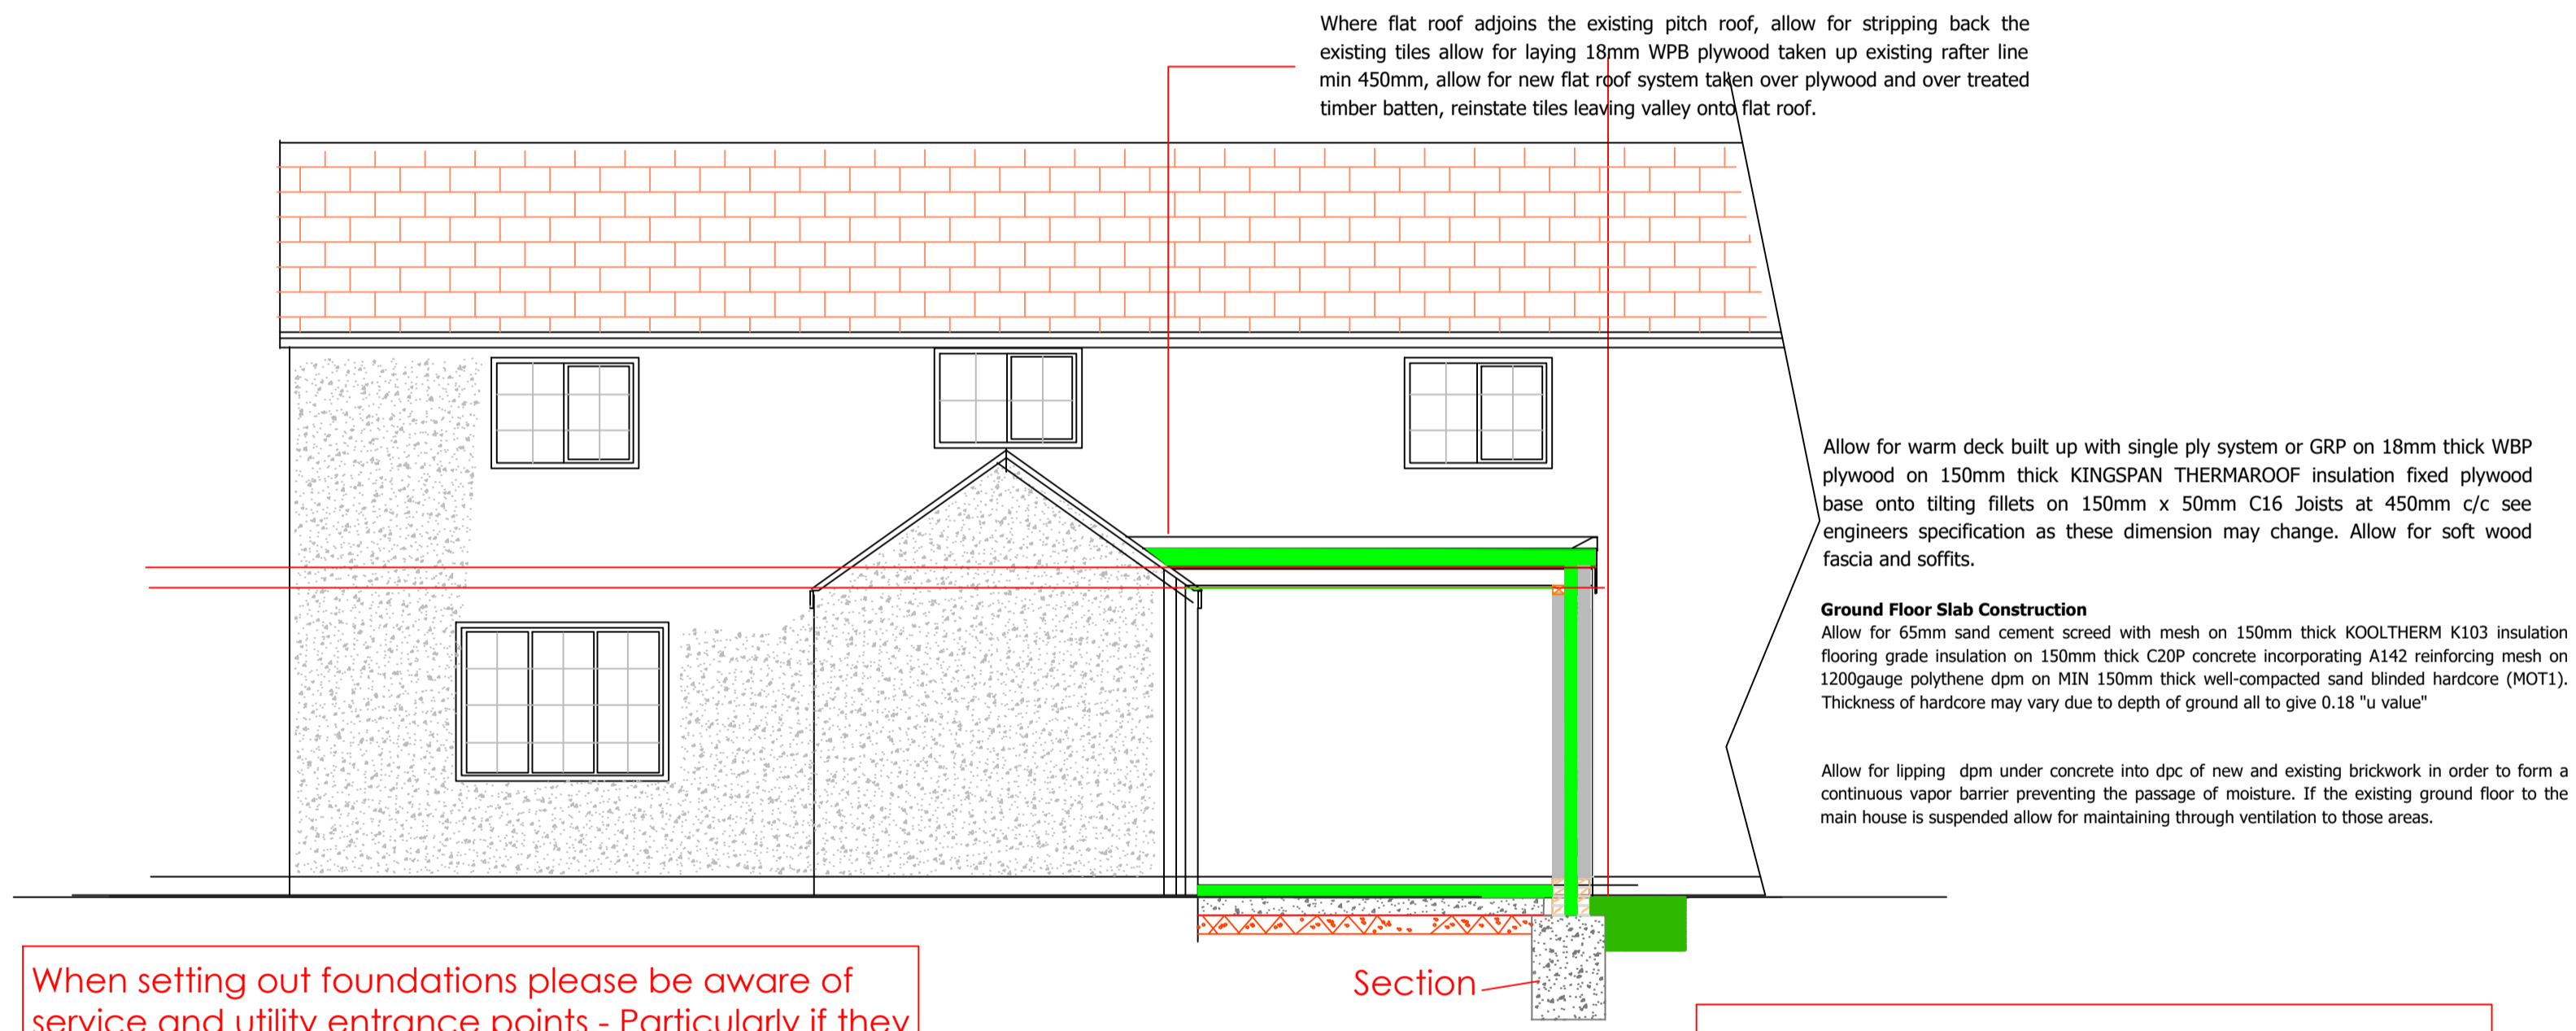 Where flat roof adjoins the existing pitch roof, allow for stripping back the
existing tiles allow for laying 18mm WPB plywood taken up existing rafter line
min 450mm, allow for new flat roof system taken over plywood and over treated
timber batten, reinstate tiles leaving valley onto flat roof.
Allow for warm deck built up with single ply system or GRP on 18mm thick WBP
plywood on 150mm thick KINGSPAN THERMAROOF insulation fixed plywood
base onto tilting fillets on 150mm x 50mm C16 Joists at 450mm c/c see
engineers specification as these dimension may change. Allow for soft wood
fascia and soffits.
Ground Floor Slab Construction
Allow for 65mm sand cement screed with mesh on 150mm thick KOOLTHERM K103 insulation
flooring grade insulation on 150mm thick C20P concrete incorporating A142 reinforcing mesh on
1200gauge polythene dpm on MIN 150mm thick well-compacted sand blinded hardcore (MOT1).
Thickness of hardcore may vary due to depth of ground all to give 0.18 "u value"
Allow for lipping dpm under concrete into dpc of new and existing brickwork in order to form a
continuous vapor barrier preventing the passage of moisture. If the existing ground floor to the
main house is suspended allow for maintaining through ventilation to those areas.
Section
When setting out foundations please be aware of
service and utility entrance points - Particularly if they